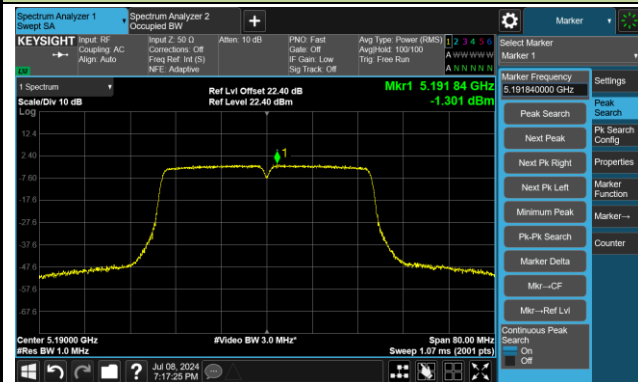 Spectrum Analyzer 1
Swept SA
Spectrum Analyzer 2
Occupied BW
Marker
KEYSIGHT
Input: RF
Coupling: AC
Align: Auto
Input Z: 50 Ω
Corrections: Off
Freq Ref: Int (S)
NFE: Adaptive
Atten: 10 dB
PNO: Fast
Gate: Off
IF Gain: Low
Sig Track: Off
Avg Type: Power (RMS)
Avg|Hold: 100/100
Trig: Free Run
1 2 3 4 5 6
A W W W W W
A N N N N N
LVI
Select Marker
Marker 1
1 Spectrum
Scale/Div 10 dB
Log
Ref Lvl Offset 22.40 dB
Ref Level 22.40 dBm
Mkr1 5.191 84 GHz
-1.301 dBm
12.4
2.40
-7.60
-17.6
-27.6
-37.6
-47.6
-57.6
-67.6
1
Center 5.19000 GHz
#Res BW 1.0 MHz
#Video BW 3.0 MHz*
Span 80.00 MHz
Sweep 1.07 ms (2001 pts)
Marker Frequency
5.191840000 GHz
Peak Search
Next Peak
Next Pk Right
Next Pk Left
Minimum Peak
Pk-Pk Search
Marker Delta
Mkr→CF
Mkr→Ref Lvl
Continuous Peak
Search
On
Off
Settings
Peak
Search
Pk Search
Config
Properties
Marker
Function
Marker→
Counter
?
Jul 08, 2024
7:17:25 PM